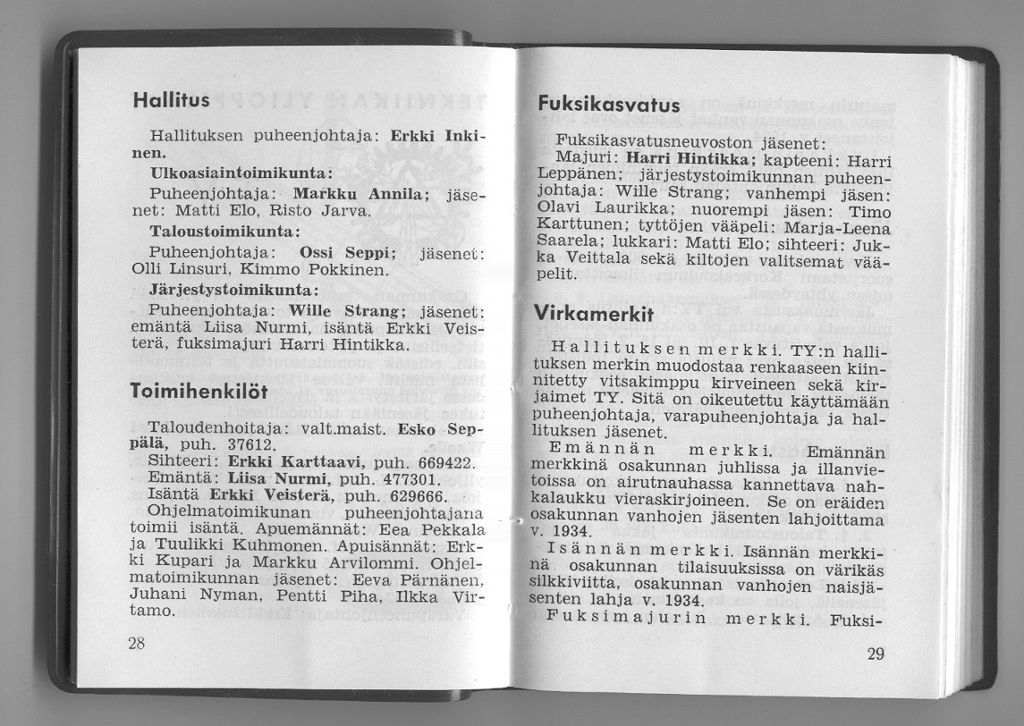 Hallitus
Hallituksen puheenjohtaja: Erkki Inki-
nen.
Ulkoasiaintoimikunta:
Puheenjohtaja: Markku Annila; jäse-
net: Matti Elo, Risto Jarva.
Taloustoimikunta:
Puheenjohtaja: Ossi Seppi; jäsenet:
Olli Linsuri, Kimmo Pokkinen.
Järjestystoimikunta:
Puheenjohtaja: Wille Strang; jäsenet:
emäntä Liisa Nurmi, isäntä Erkki Veis-
terä, fuksimajuri Harri Hintikka.
Toimihenkilöt
Taloudenhoitaja: valt.maist. Esko Sep-
pälä, puh. 37612.
Sihteeri: Erkki Karttaavi, puh. 669422.
Emäntä: Liisa Nurmi, puh. 477301.
Isäntä Erkki Veisterä, puh. 629666.
Ohjelmatoimikunnan puheenjohtajana
toimii isäntä. Apuemännät: Eea Pekkala
ja Tuulikki Kuhmonen. Apuisännät: Erk-
ki Kupari ja Markku Arvilommi. Ohjel-
matoimikunnan jäsenet: Eeva Pärnänen,
Juhani Nyman, Pentti Piha, Ilkka Vir-
tamo.
28
Fuksikasvatus
Fuksikasvatusneuvoston jäsenet:
Majuri: Harri Hintikka; kapteeni: Harri
Leppänen; järjestystoimikunnan puheen-
johtaja: Wille Strang; vanhempi jäsen:
Olavi Laurikka; nuorempi jäsen: Timo
Karttunen; tyttöjen vääpeli: Marja-Leena
Saarela; lukkari: Matti Elo; sihteeri: Juk-
ka Veittala sekä kiltojen valitsemat vää-
pelit.
Virkamerkit
Hallituksen merkki. TY:n halli-
tuksen merkin muodostaa renkaaseen kiin-
nitetty vitsakimppu kirveineen sekä kir-
jaimet TY. Sitä on oikeutettu käyttämään
puheenjohtaja, varapuheenjohtaja ja hal-
lituksen jäsenet.
Emännän merkki. Emännän
merkkinä osakunnan juhlissa ja illanvie-
toissa on airutnauhassa kannettava nah-
kalaukku vieraskirjoineen. Se on eräiden
osakunnan vanhojen jäsenten lahjoittama
v. 1934.
Isännän merkki. Isännän merkki-
nä osakunnan tilaisuuksissa on värikäs
silkkiviitta, osakunnan vanhojen naisjä-
senten lahja v. 1934.
Fuksimajurin merkki. Fuksi-
29